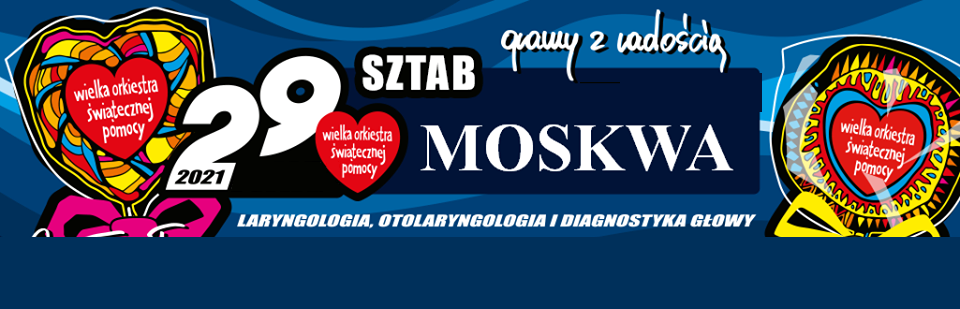 gramy z radością
SZTAB
wielka orkiestra
świątecznej
pomocy
29
2021
wielka orkiestra
świątecznej
pomocy
MOSKWA
wielka orkiestra
świątecznej
pomocy
LARYNGOLOGIA, OTOLARYNGOLOGIA I DIAGNOSTYKA GŁOWY